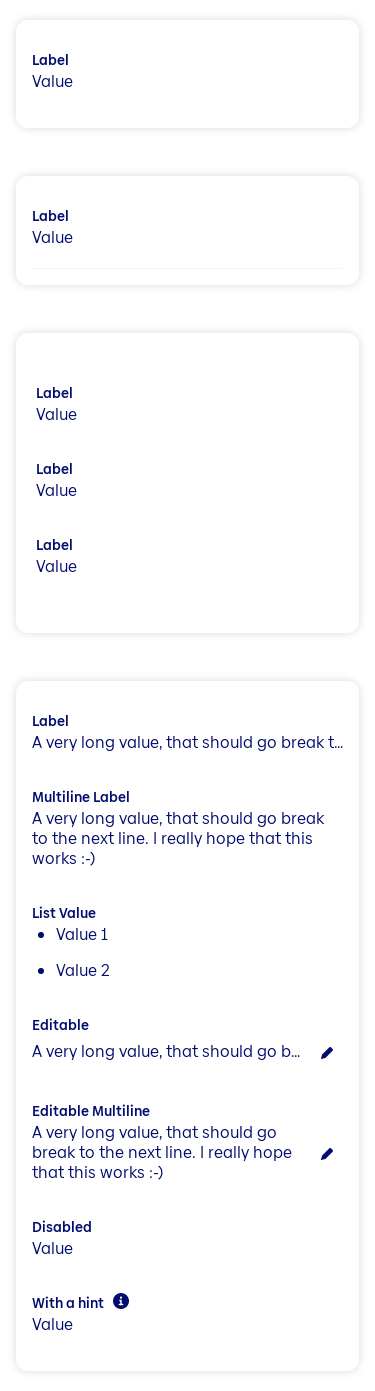 Label
Value
Label
Value
Label
Value
Label
Value
Label
Value
Label
A very long value, that should go break t...
Multiline Label
A very long value, that should go break
to the next line. I really hope that this
works :-)
List Value
• Value 1
• Value 2
Editable
A very long value, that should go b...
Editable Multiline
A very long value, that should go
break to the next line. I really hope
that this works :-)
Disabled
Value
With a hint
Value